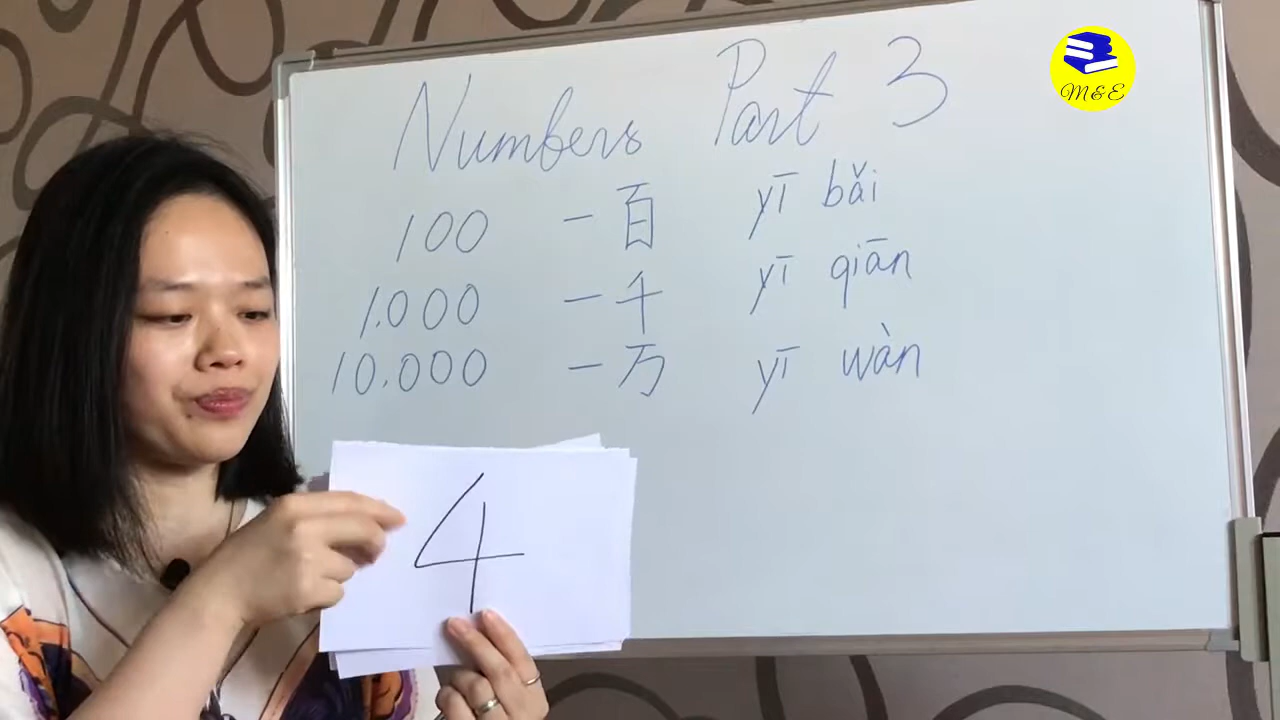 Numbers Part 3
100 一百 yī bǎi
1.000 一千 yī qiān
10.000 一万 yī wàn
4
M&E